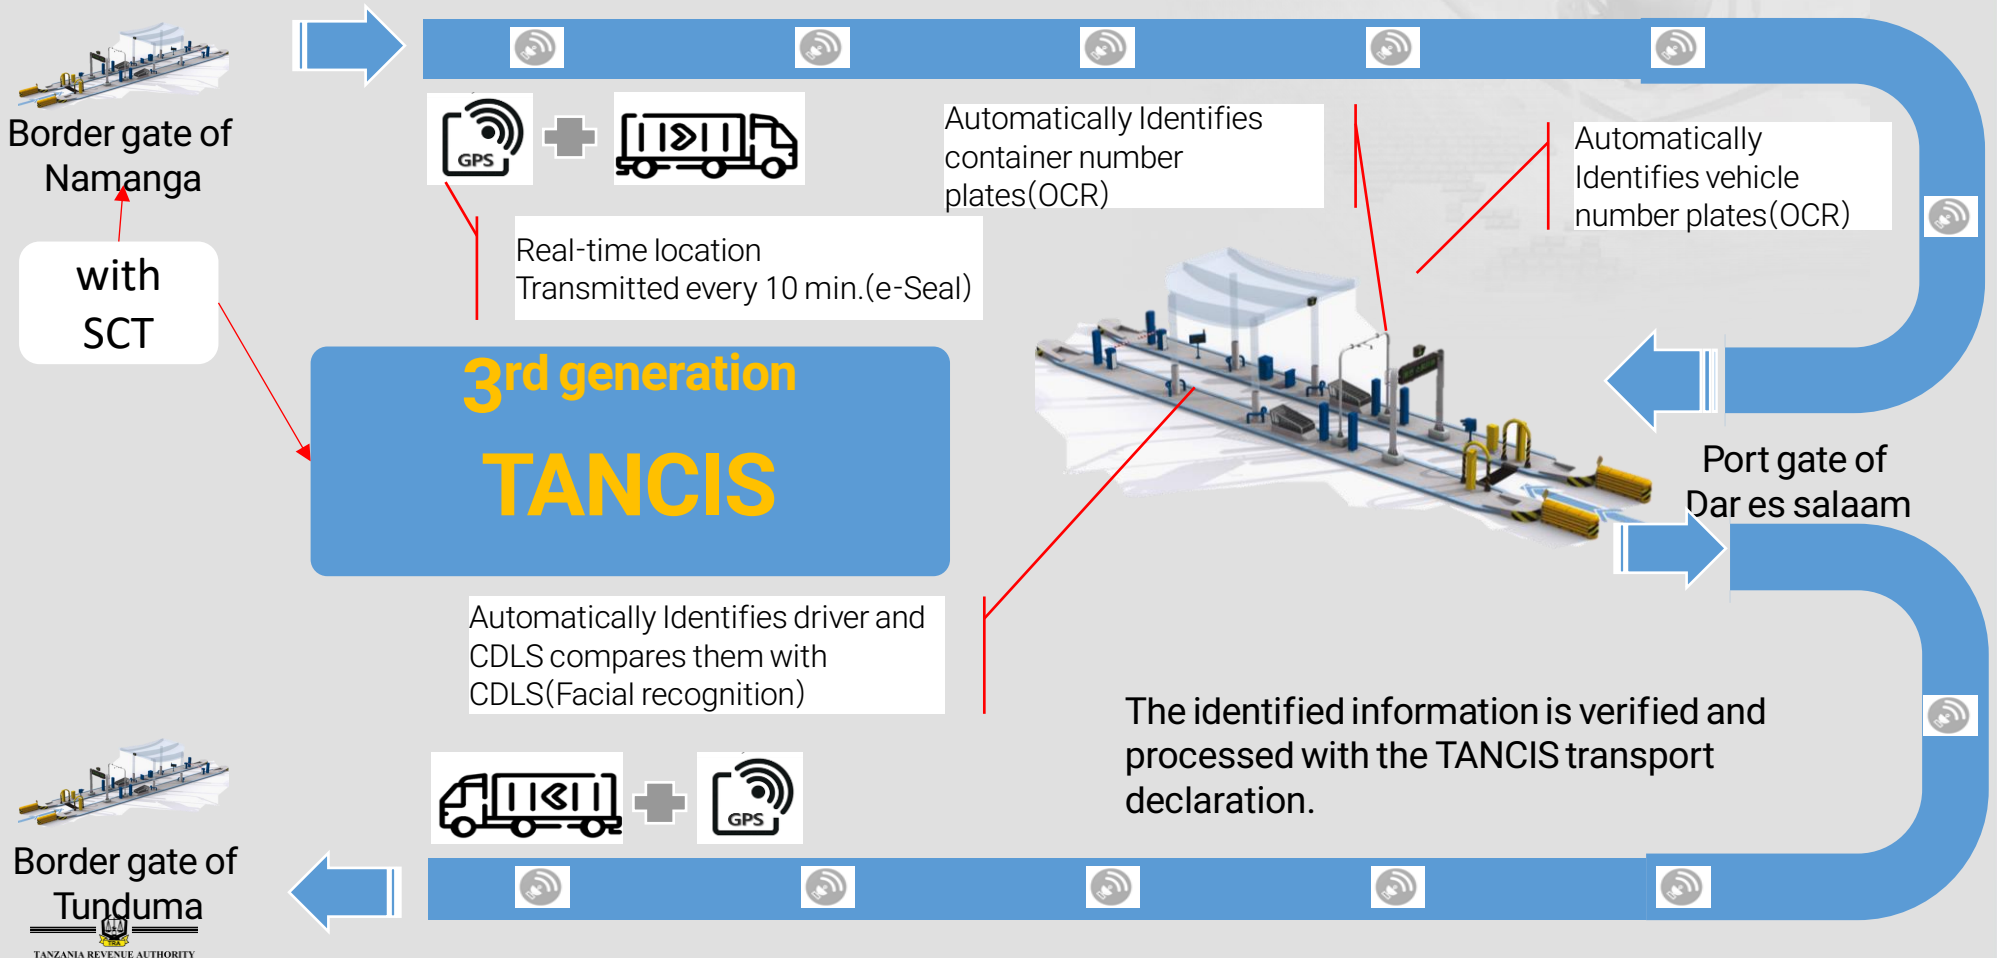 Border gate of
Namanga
with
SCT
GPS
Real-time location
Transmitted every 10 min.(e-Seal)
Automatically Identifies
container number
plates(OCR)
Automatically
Identifies vehicle
number plates(OCR)
3rd generation
TANCIS
Port gate of
Dar es salaam
Automatically Identifies driver and
CDLS compares them with
CDLS(Facial recognition)
The identified information is verified and
processed with the TANCIS transport
declaration.
GPS
Border gate of
Tunduma
TRA
TANZANIA REVENUE AUTHORITY